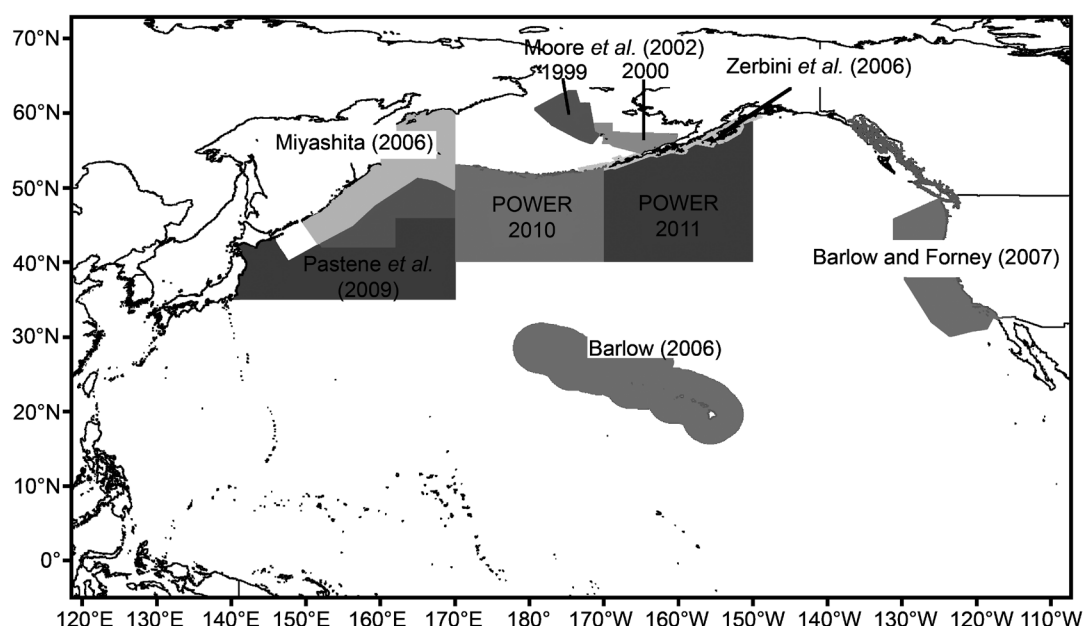 70°N
60°N
50°N
40°N
30°N
20°N
10°N
0°
Moore et al. (2002)
1999
2000
Zerbini et al. (2006)
Miyashita (2006)
POWER
2010
POWER
2011
Pastene et al.
(2009)
Barlow and Forney (2007)
Barlow (2006)
120°E 130°E 140°E 150°E 160°E 170°E 180° 170°W 160°W 150°W 140°W 130°W 120°W 110°W